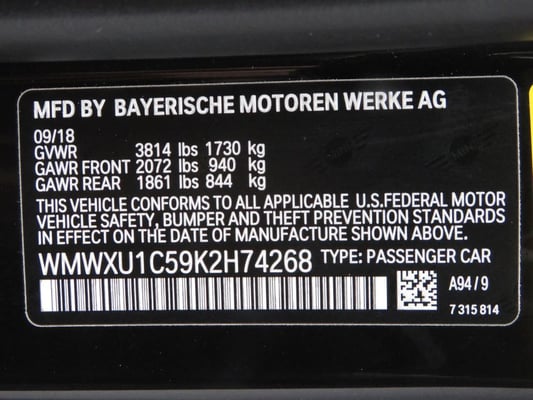 MFD BY BAYERISCHE MOTOREN WERKE AG
09/18
GVWR 3814 lbs 1730 kg
GAWR FRONT 2072 lbs 940 kg
GAWR REAR 1861 lbs 844 kg
THIS VEHICLE CONFORMS TO ALL APPLICABLE U.S.FEDERAL MOTOR
VEHICLE SAFETY, BUMPER AND THEFT PREVENTION STANDARDS
IN EFFECT ON THE DATE OF MANUFACTURE SHOWN ABOVE.
WMWXU1C59K2H74268 TYPE: PASSENGER CAR
A94/9
7 315 814